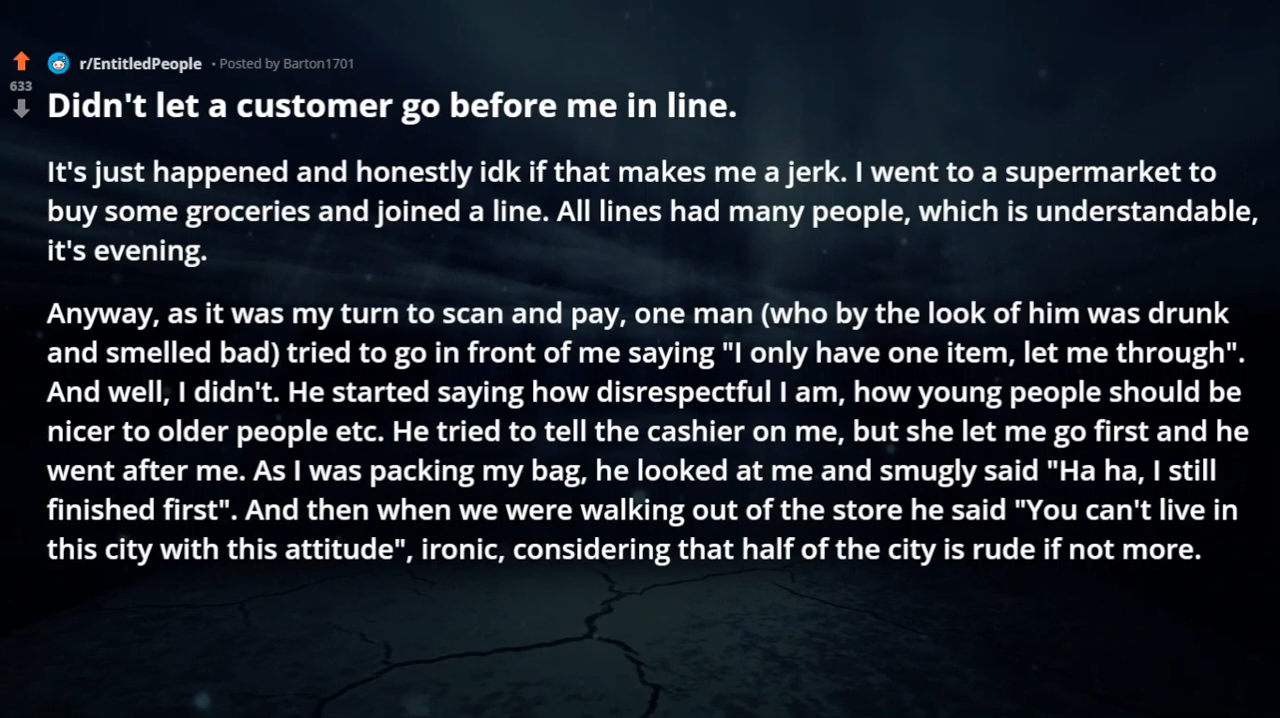 r/EntitledPeople • Posted by Barton1701
633
Didn't let a customer go before me in line.
It's just happened and honestly idk if that makes me a jerk. I went to a supermarket to
buy some groceries and joined a line. All lines had many people, which is understandable,
it's evening.
Anyway, as it was my turn to scan and pay, one man (who by the look of him was drunk
and smelled bad) tried to go in front of me saying "I only have one item, let me through".
And well, I didn't. He started saying how disrespectful I am, how young people should be
nicer to older people etc. He tried to tell the cashier on me, but she let me go first and he
went after me. As I was packing my bag, he looked at me and smugly said "Ha ha, I still
finished first". And then when we were walking out of the store he said "You can't live in
this city with this attitude", ironic, considering that half of the city is rude if not more.